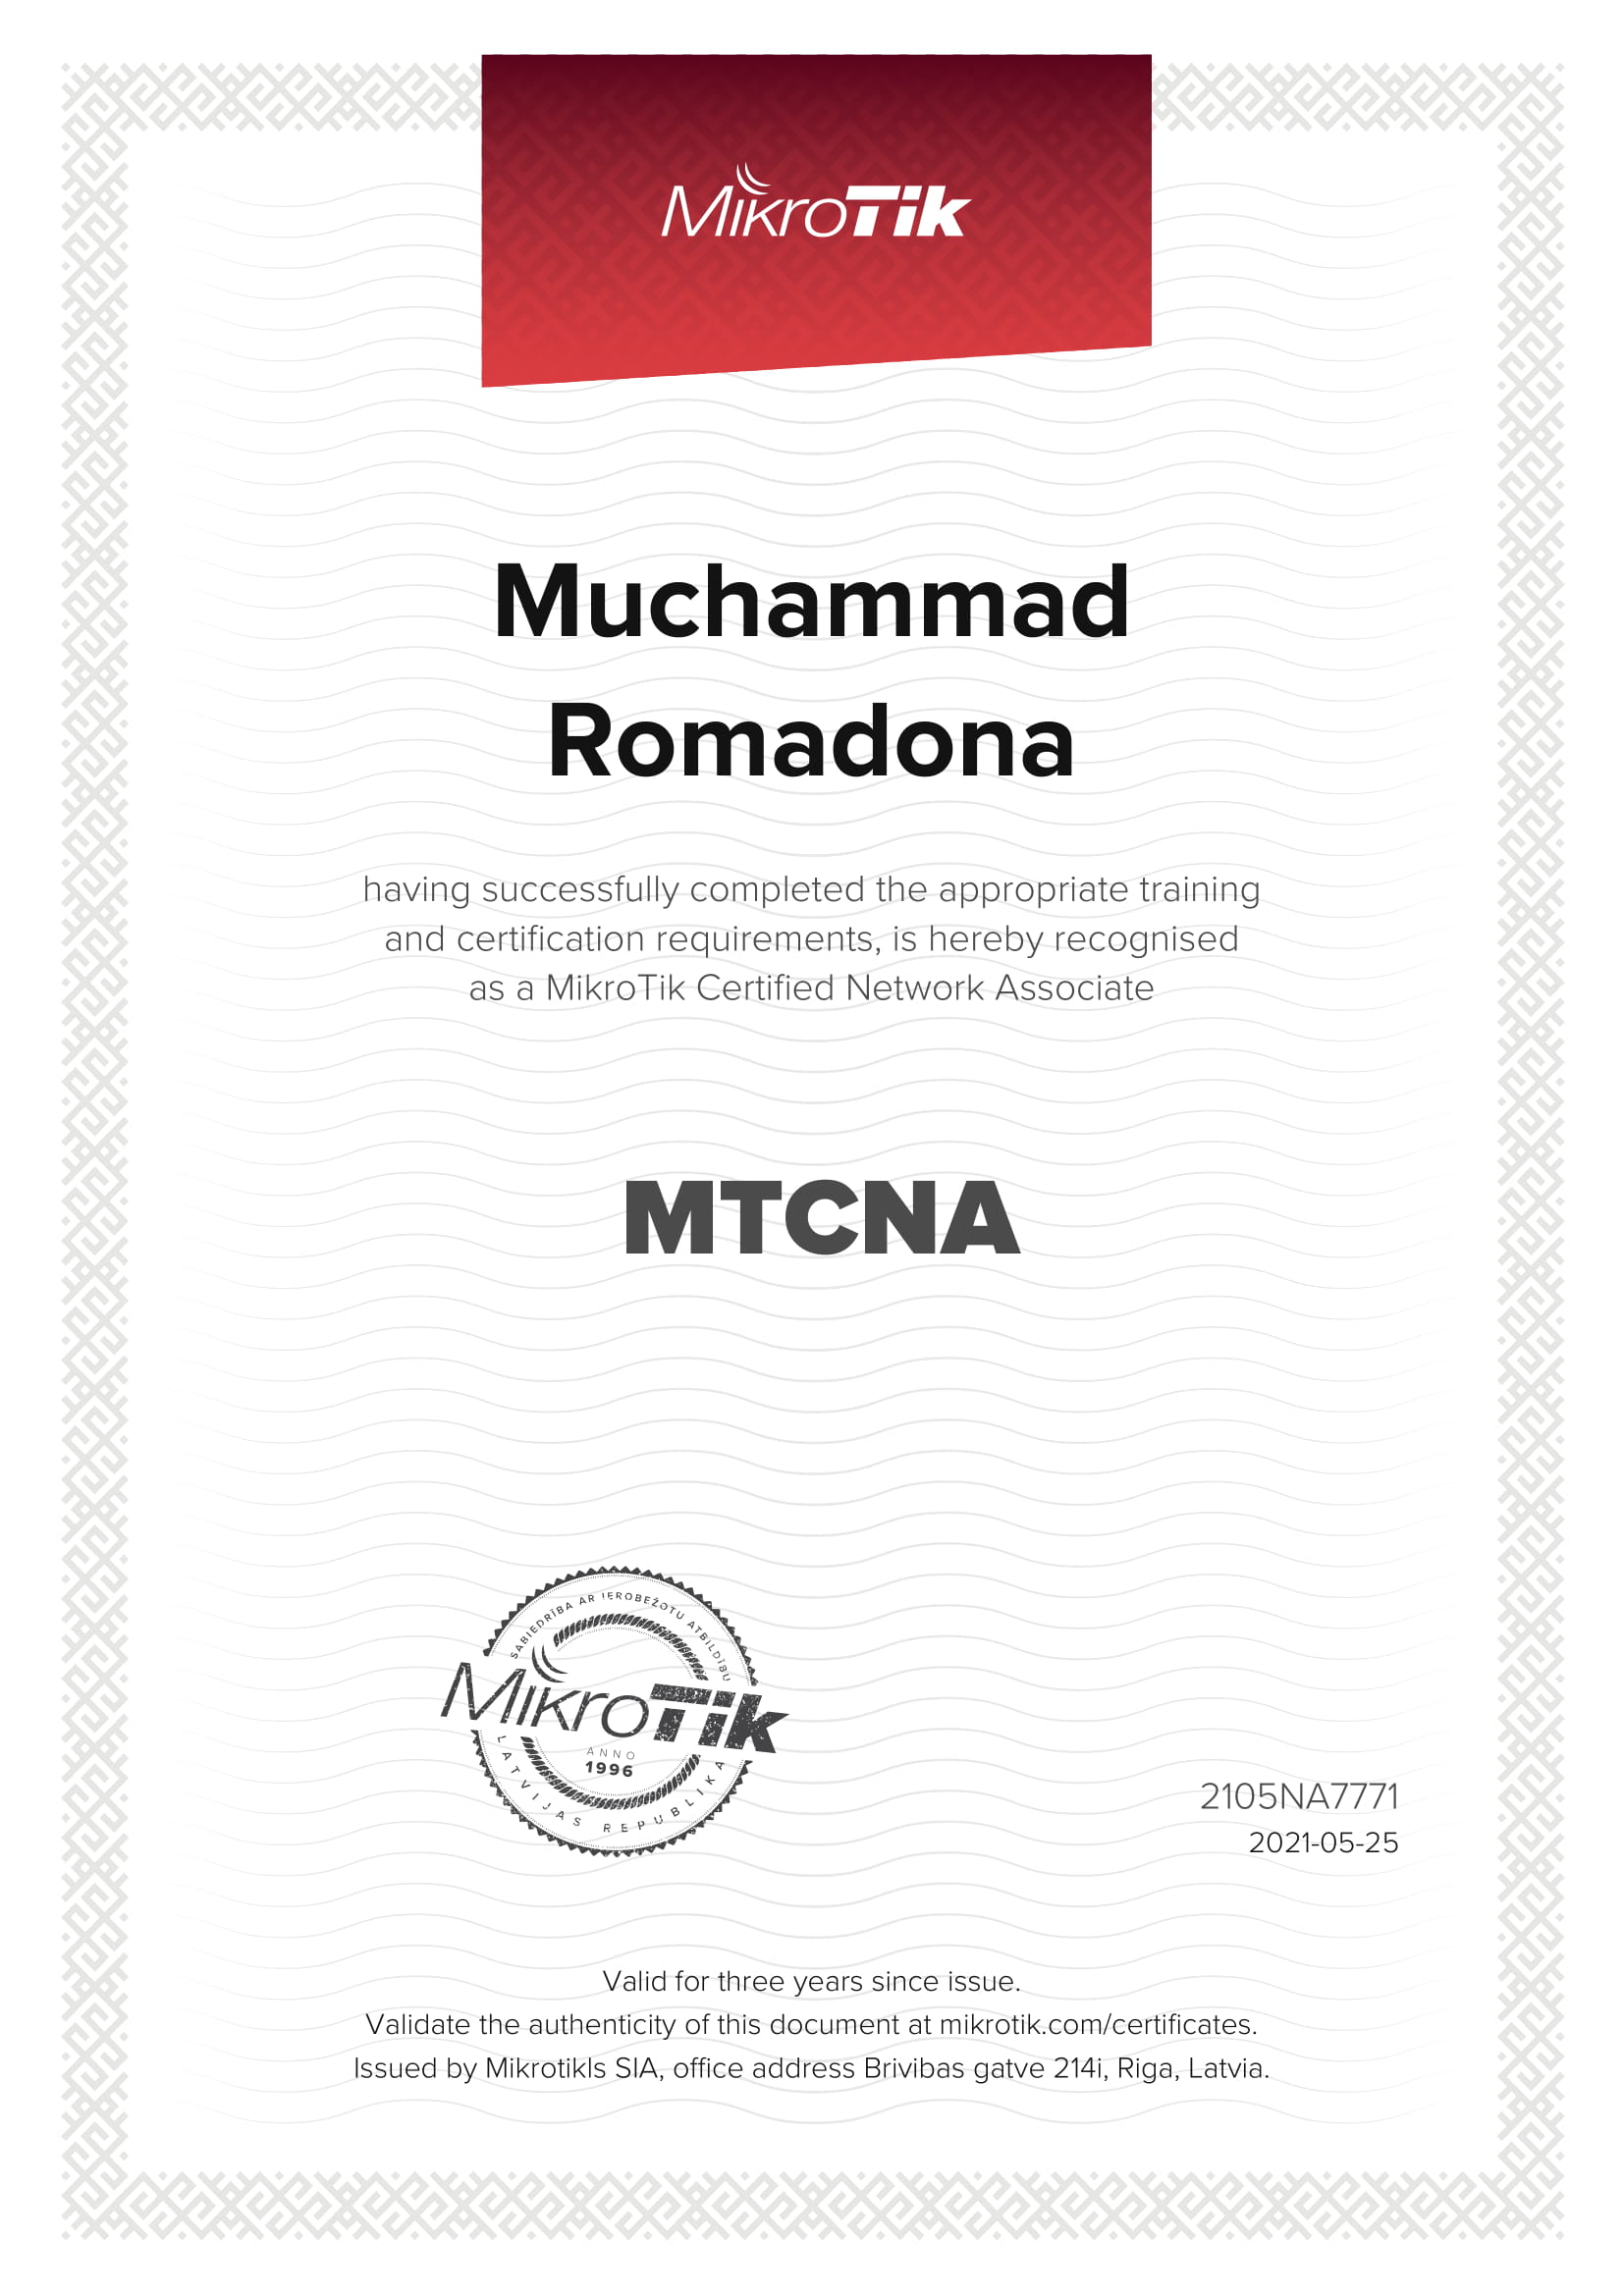 MikroTik
Muchammad
Romadona
having successfully completed the appropriate training
and certification requirements, is hereby recognised
as a MikroTik Certified Network Associate
MTCNA
SABIEDRĪBA AR IEROBEŽOTU ATBILDĪBU
MikroTik
ANNO
1996
LATVIJAS REPUBLIKA
2105NA7771
2021-05-25
Valid for three years since issue.
Validate the authenticity of this document at mikrotik.com/certificates.
Issued by Mikrotikls SIA, office address Brivibas gatve 214i, Riga, Latvia.